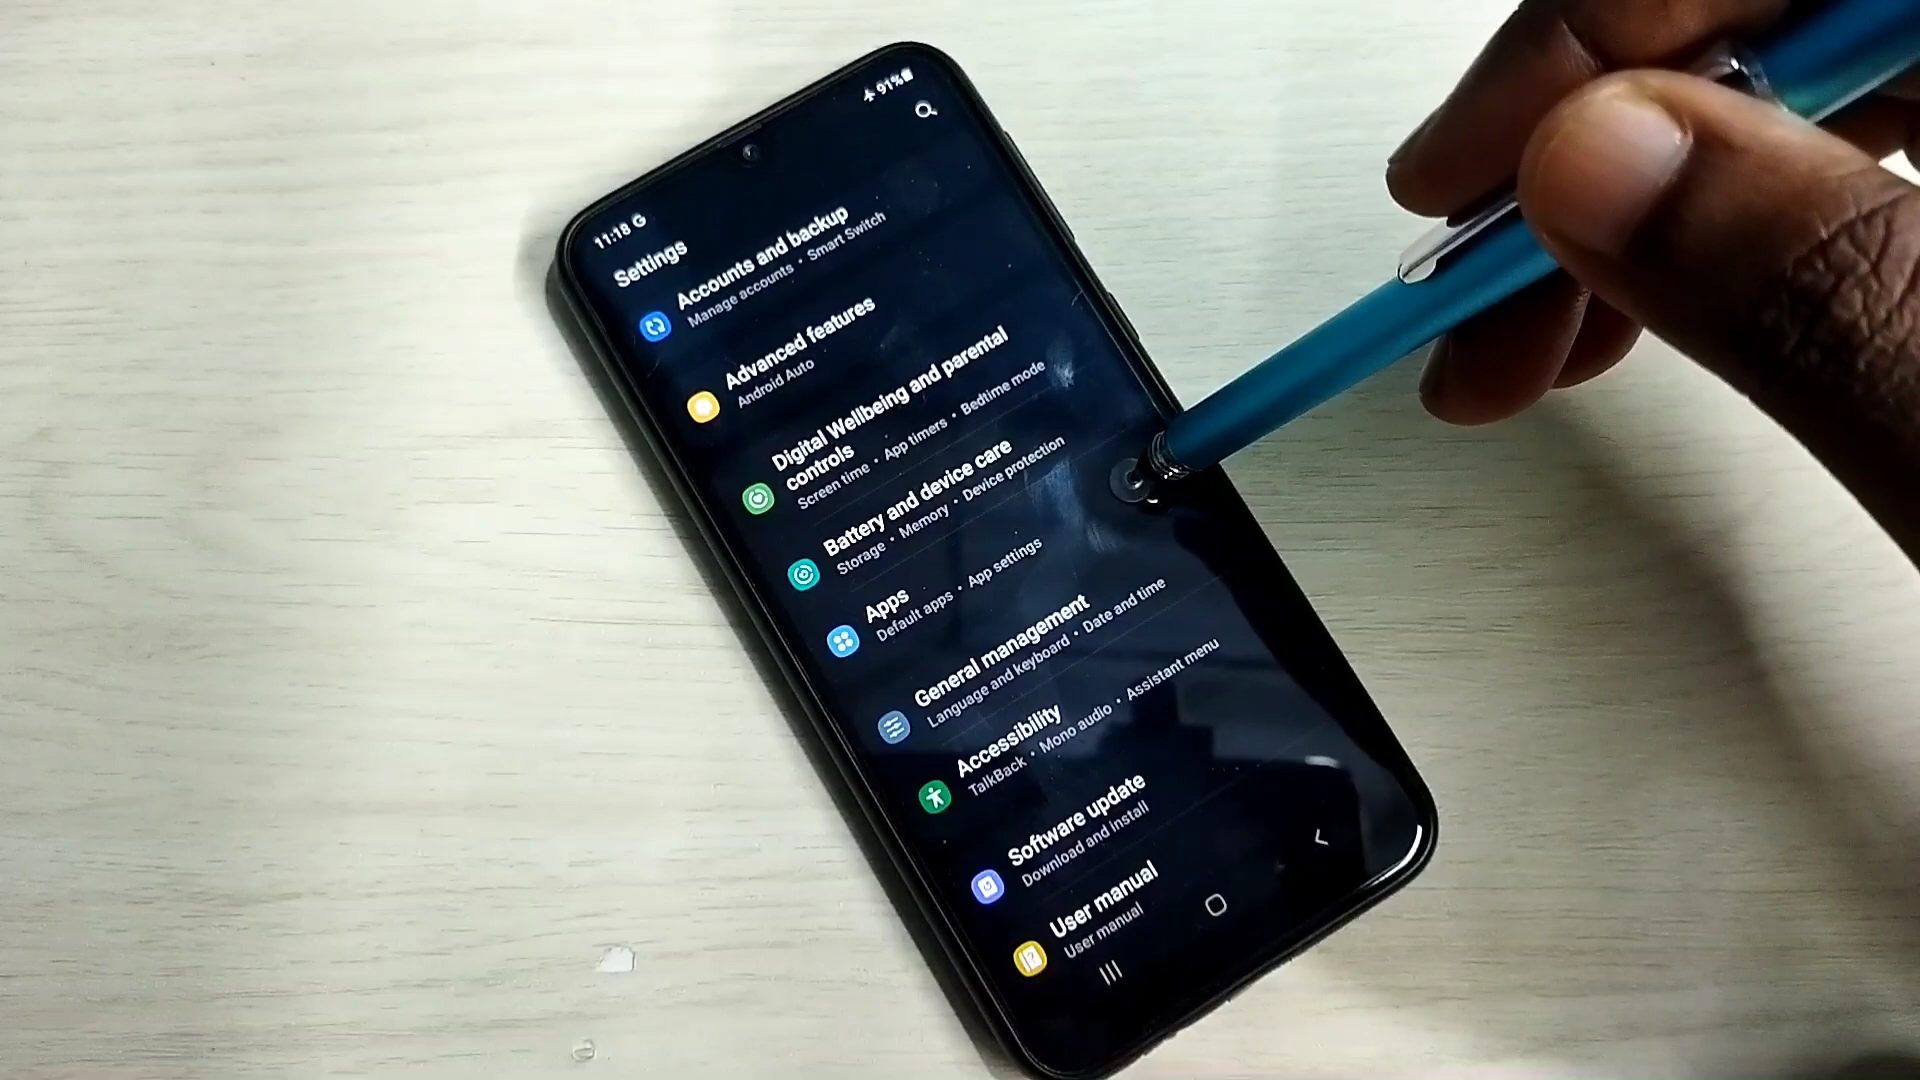 11:18 G
91%
Settings
Accounts and backup
Manage accounts • Smart Switch
Advanced features
Android Auto
Digital Wellbeing and parental
controls
Screen time • App timers • Bedtime mode
Battery and device care
Storage • Memory • Device protection
Apps
Default apps • App settings
General management
Language and keyboard • Date and time
Accessibility
TalkBack • Mono audio • Assistant menu
Software update
Download and install
User manual
User manual